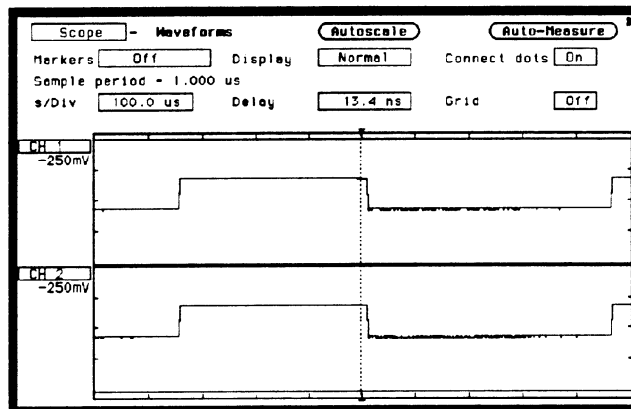 Scope - Waveforms Autoscale Auto-Measure
Markers Off Display Normal Connect dots On
Sample period - 1.000 us
s/Div 100.0 us Delay 13.4 ns Grid Off
CH 1
-250mV
CH 2
-250mV